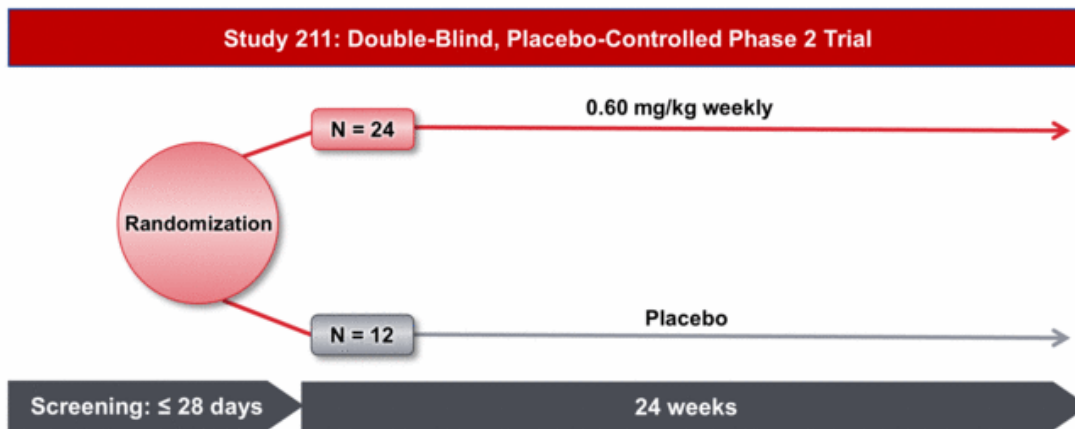 Study 211: Double-Blind, Placebo-Controlled Phase 2 Trial
0.60 mg/kg weekly
N = 24
Randomization
Placebo
N = 12
Screening: ≤ 28 days
24 weeks